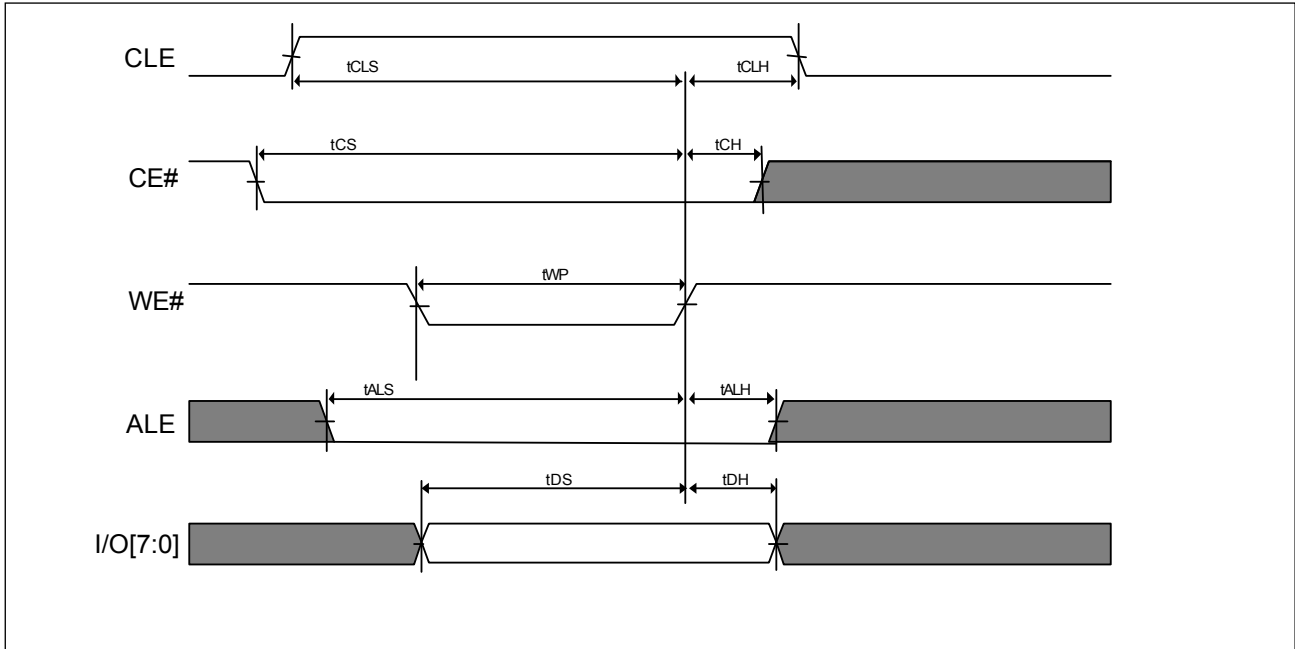 CLE
tCLS
tCLH
tCS
tCH
CE#
tWP
WE#
tALS
tALH
ALE
tDS
tDH
I/O[7:0]